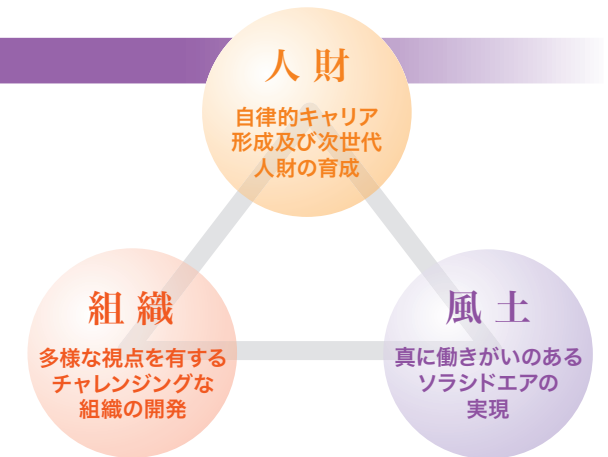 人財
自律的キャリア
形成及び次世代
人財の育成
組織
多様な視点を有する
チャレンジングな
組織の開発
風土
真に働きがいのある
ソラシドエアの
実現